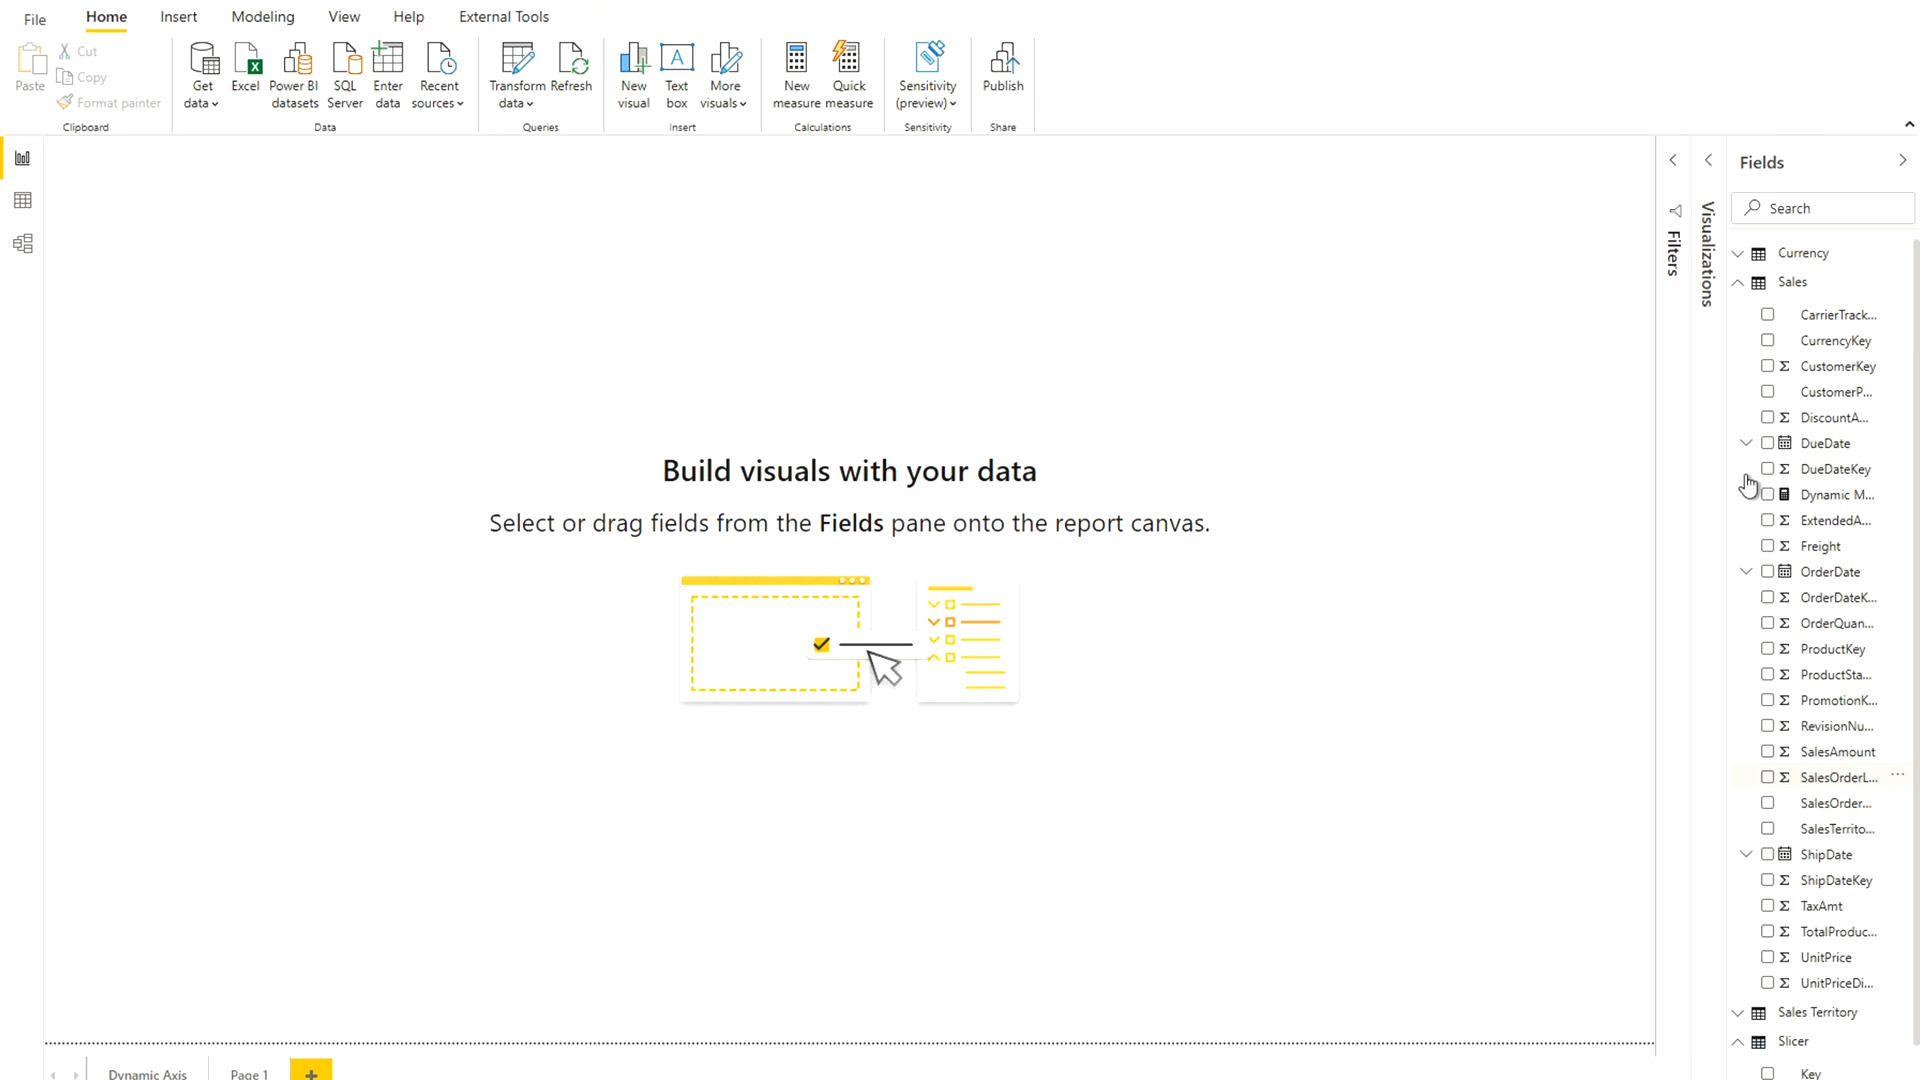 File
Home
Insert
Modeling
View
Help
External Tools
Paste
Cut
Copy
Format painter
Clipboard
Get
data
Excel
Power BI
datasets
SQL
Server
Enter
data
Recent
sources
Data
Transform
data
Refresh
Queries
New
visual
Text
box
More
visuals
Insert
New
measure
Quick
measure
Calculations
Sensitivity
(preview)
Sensitivity
Publish
Share
Filters
Visualizations
Fields
Search
Currency
Sales
CarrierTrack...
CurrencyKey
CustomerKey
CustomerP...
DiscountA...
DueDate
DueDateKey
Dynamic M...
ExtendedA...
Freight
OrderDate
OrderDateK...
OrderQuan...
ProductKey
ProductSta...
PromotionK...
RevisionNu...
SalesAmount
SalesOrderL...
SalesOrder...
SalesTerrito...
ShipDate
ShipDateKey
TaxAmt
TotalProduc...
UnitPrice
UnitPriceDi...
Sales Territory
Slicer
Key
Build visuals with your data
Select or drag fields from the Fields pane onto the report canvas.
Dynamic Axis
Page 1